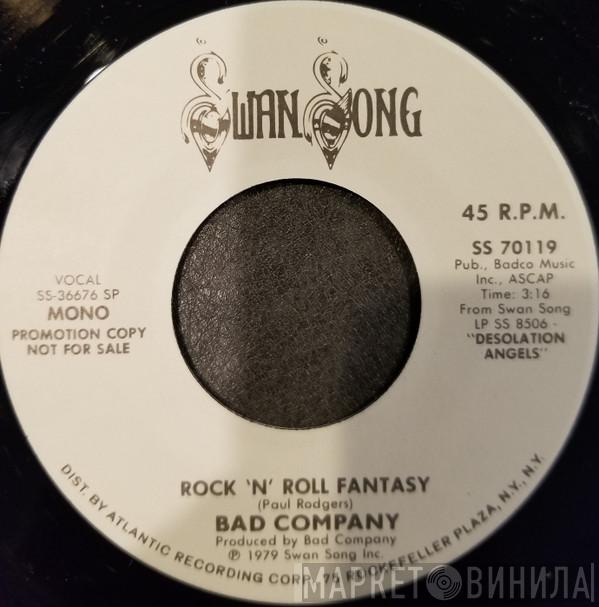 SWAN SONG
45 R.P.M.
SS 70119
Pub., Badco Music
Inc., ASCAP
Time: 3:16
From Swan Song
LP SS 8506 -
"DESOLATION
ANGELS"
VOCAL
SS-36676 SP
MONO
PROMOTION COPY
NOT FOR SALE
ROCK 'N' ROLL FANTASY
(Paul Rodgers)
BAD COMPANY
Produced by Bad Company
℗ 1979 Swan Song Inc.
DIST. BY ATLANTIC RECORDING CORP. 75 ROCKEFELLER PLAZA, N.Y., N.Y.
МАРКЕТ ВИНИЛА